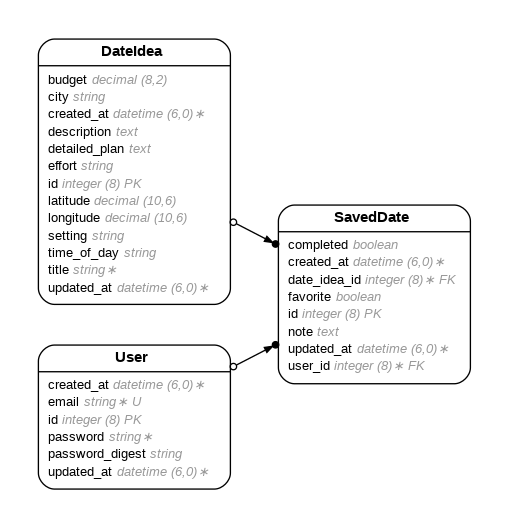 DateIdea
budget decimal (8,2)
city string
created_at datetime (6,0)∗
description text
detailed_plan text
effort string
id integer (8) PK
latitude decimal (10,6)
longitude decimal (10,6)
setting string
time_of_day string
title string∗
updated_at datetime (6,0)∗
SavedDate
completed boolean
created_at datetime (6,0)∗
date_idea_id integer (8)∗ FK
favorite boolean
id integer (8) PK
note text
updated_at datetime (6,0)∗
user_id integer (8)∗ FK
User
created_at datetime (6,0)∗
email string∗ U
id integer (8) PK
password string∗
password_digest string
updated_at datetime (6,0)∗